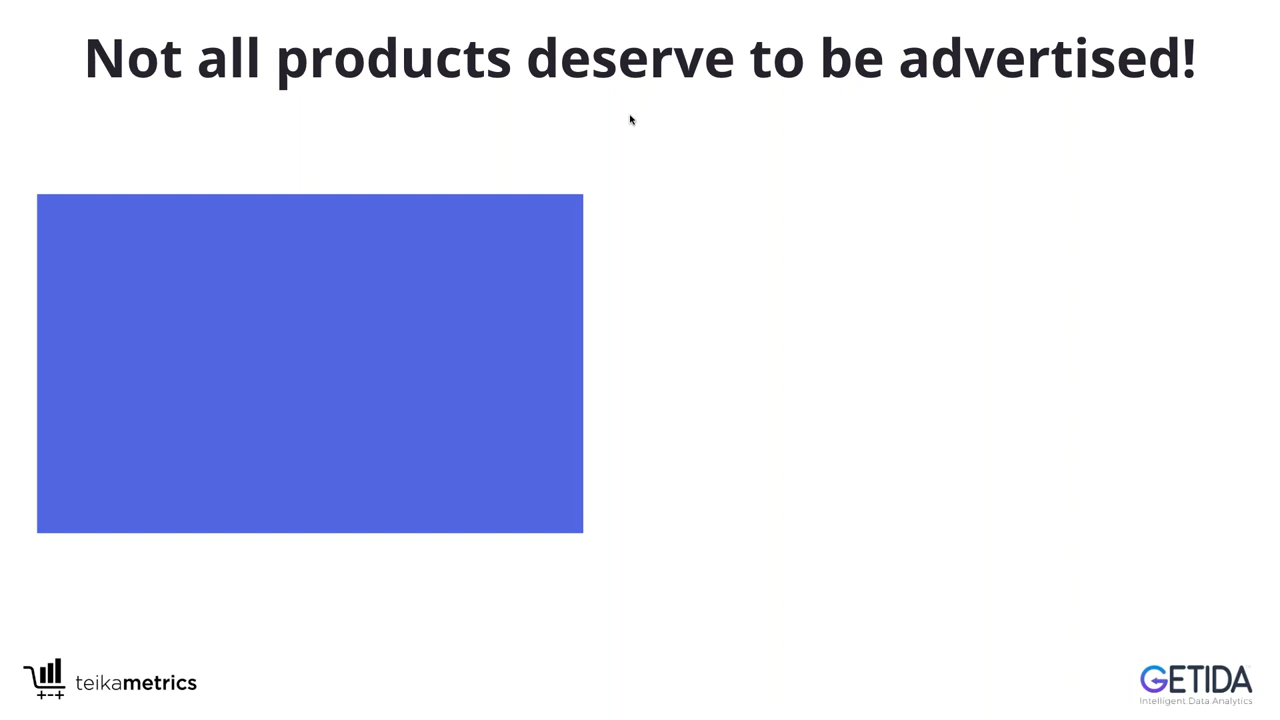 Not all products deserve to be advertised!
teikametrics
GETIDA
Intelligent Data Analytics